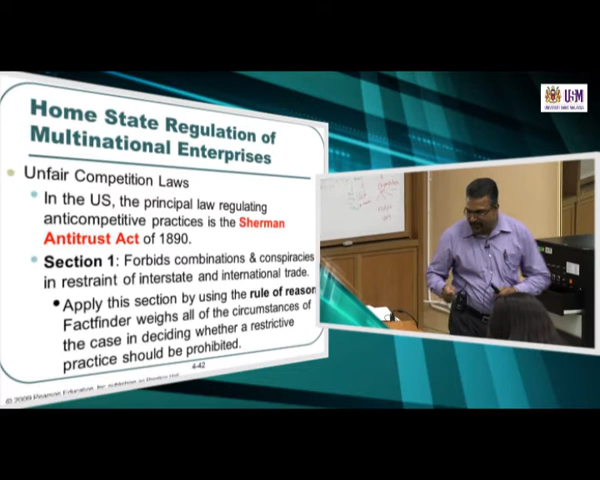 USM
UNIVERSITI SAINS MALAYSIA
Home State Regulation of
Multinational Enterprises
Unfair Competition Laws
In the US, the principal law regulating
anticompetitive practices is the Sherman
Antitrust Act of 1890.
Section 1: Forbids combinations & conspiracies
in restraint of interstate and international trade.
Apply this section by using the rule of reason
Factfinder weighs all of the circumstances of
the case in deciding whether a restrictive
practice should be prohibited.
4-42
© 2009 Pearson Education, Inc. publishing as Prentice Hall